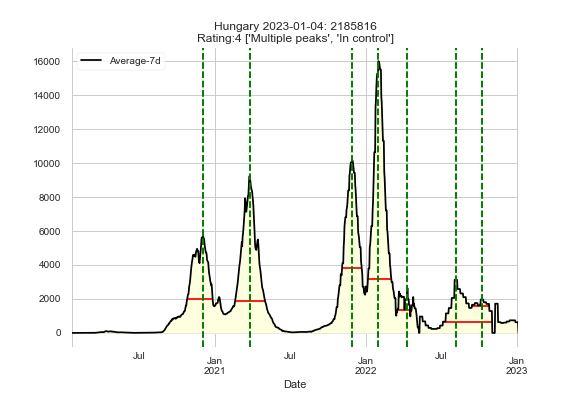 Hungary 2023-01-04: 2185816
Rating:4 ['Multiple peaks', 'In control']
Average-7d
16000
14000
12000
10000
8000
6000
4000
2000
0
Jul
Jan
2021
Jul
Jan
2022
Jul
Jan
2023
Date